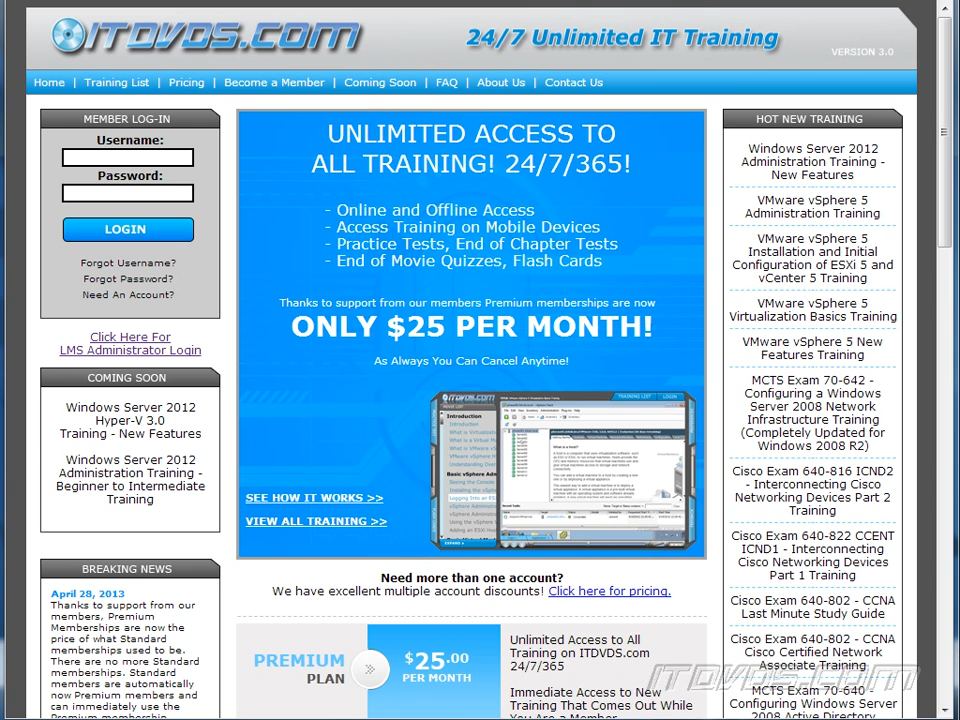 ITDVDS.COM
24/7 Unlimited IT Training
VERSION 3.0
Home | Training List | Pricing | Become a Member | Coming Soon | FAQ | About Us | Contact Us
MEMBER LOG-IN
Username:
Password:
LOGIN
Forgot Username?
Forgot Password?
Need An Account?
Click Here For
LMS Administrator Login
COMING SOON
Windows Server 2012
Hyper-V 3.0
Training - New Features
Windows Server 2012
Administration Training -
Beginner to Intermediate
Training
BREAKING NEWS
April 28, 2013
Thanks to support from our
members, Premium
Memberships are now the
price of what Standard
memberships used to be.
There are no more Standard
memberships. Standard
members are automatically
now Premium members and
can immediately use the
Premium membership
UNLIMITED ACCESS TO
ALL TRAINING! 24/7/365!
- Online and Offline Access
- Access Training on Mobile Devices
- Practice Tests, End of Chapter Tests
- End of Movie Quizzes, Flash Cards
Thanks to support from our members Premium memberships are now
ONLY $25 PER MONTH!
As Always You Can Cancel Anytime!
SEE HOW IT WORKS >>
VIEW ALL TRAINING >>
ITDVDS.COM
TRAINING LIST
LOGIN
Introduction
Need more than one account?
We have excellent multiple account discounts! Click here for pricing.
PREMIUM
PLAN
$25.00
PER MONTH
Unlimited Access to All
Training on ITDVDS.com
24/7/365
Immediate Access to New
Training That Comes Out While
You Are a Member
HOT NEW TRAINING
Windows Server 2012
Administration Training -
New Features
VMware vSphere 5
Administration Training
VMware vSphere 5
Installation and Initial
Configuration of ESXi 5 and
vCenter 5 Training
VMware vSphere 5
Virtualization Basics Training
VMware vSphere 5 New
Features Training
MCTS Exam 70-642 -
Configuring a Windows
Server 2008 Network
Infrastructure Training
(Completely Updated for
Windows 2008 R2)
Cisco Exam 640-816 ICND2
- Interconnecting Cisco
Networking Devices Part 2
Training
Cisco Exam 640-822 CCENT
ICND1 - Interconnecting
Cisco Networking Devices
Part 1 Training
Cisco Exam 640-802 - CCNA
Last Minute Study Guide
Cisco Exam 640-802 - CCNA
Cisco Certified Network
Associate Training
MCTS Exam 70-640 -
Configuring Windows Server
2008 Active Directory
ITDVDS.COM